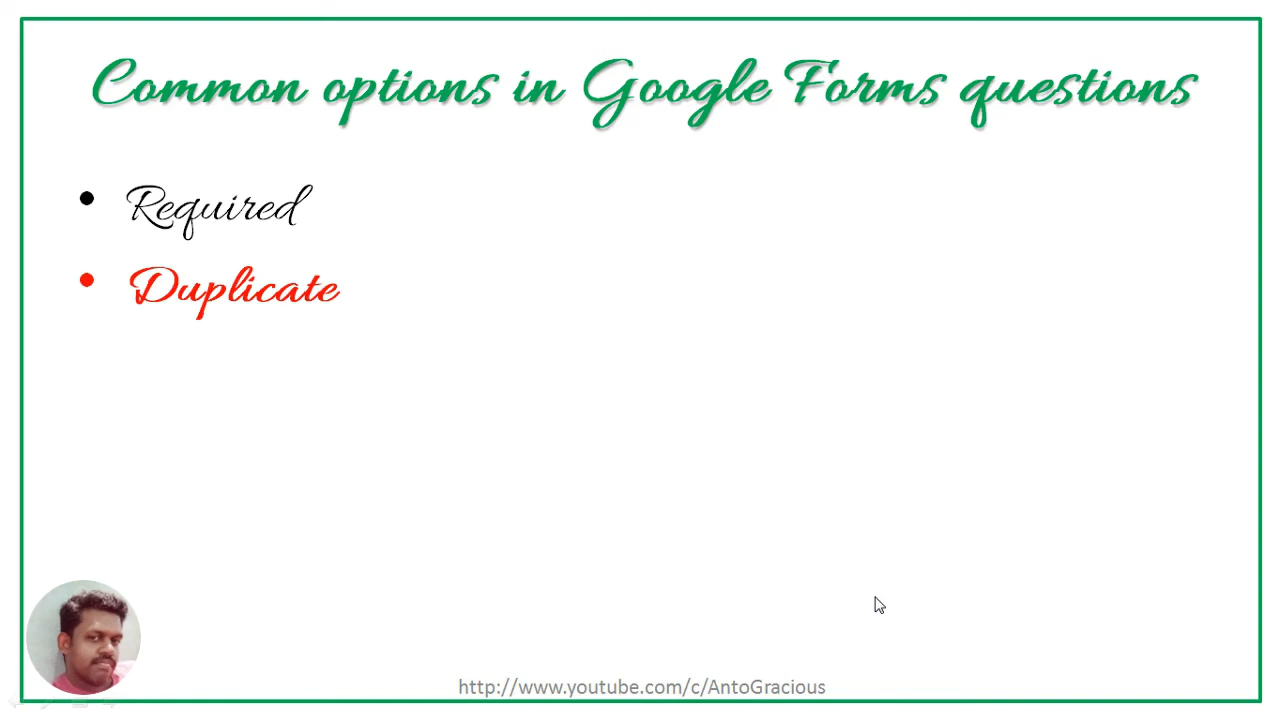 Common options in Google Forms questions
• Required
• Duplicate
http://www.youtube.com/c/AntoGracious